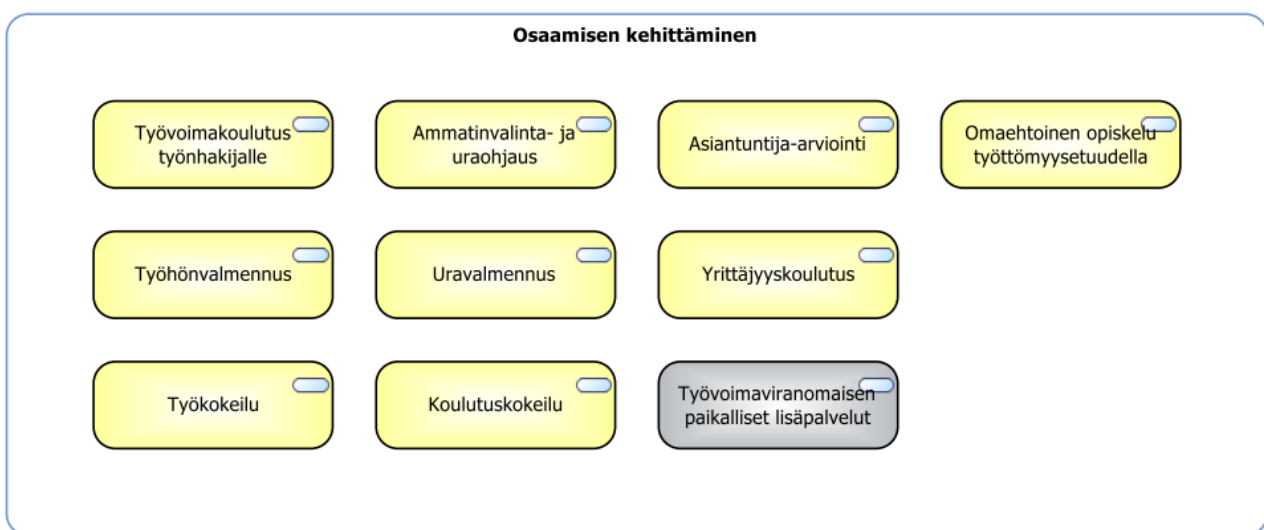 Osaamisen kehittäminen
Työvoimakoulutus
työnhakijalle
Ammatinvalinta- ja
uraohjaus
Asiantuntija-arviointi
Omaehtoinen opiskelu
työttömyysetuudella
Työhönvalmennus
Uravalmennus
Yrittäjyyskoulutus
Työkokeilu
Koulutuskokeilu
Työvoimaviranomaisen
paikalliset lisäpalvelut